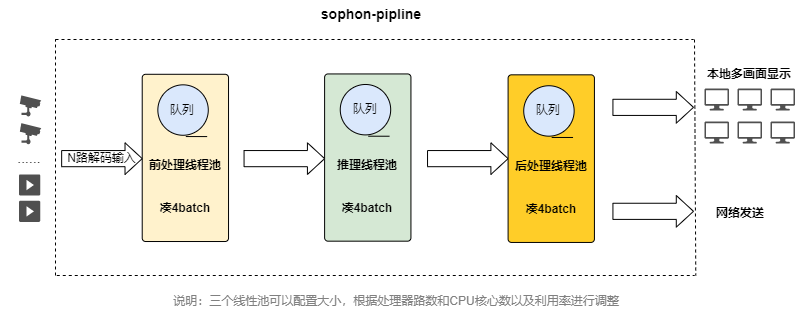 sophon-pipline
本地多画面显示
队列
队列
队列
N路解码输入
前处理线程池
推理线程池
后处理线程池
凑4batch
凑4batch
凑4batch
网络发送
说明：三个线性池可以配置大小，根据处理器路数和CPU核心数以及利用率进行调整